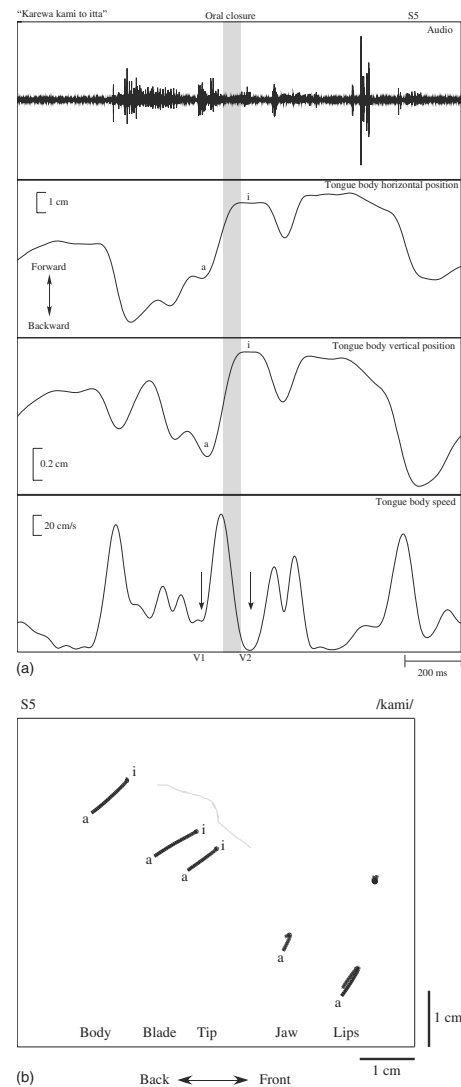 "Karewa kami to itta" Oral closure S5
Audio
Tongue body horizontal position
1 cm
i
Forward
a
Backward
Tongue body vertical position
i
a
0.2 cm
Tongue body speed
20 cm/s
V1 V2
(a) 200 ms
S5 /kami/
i
a
i
a
i
a
a
a
Body Blade Tip Jaw Lips
1 cm
1 cm
(b) Back Front